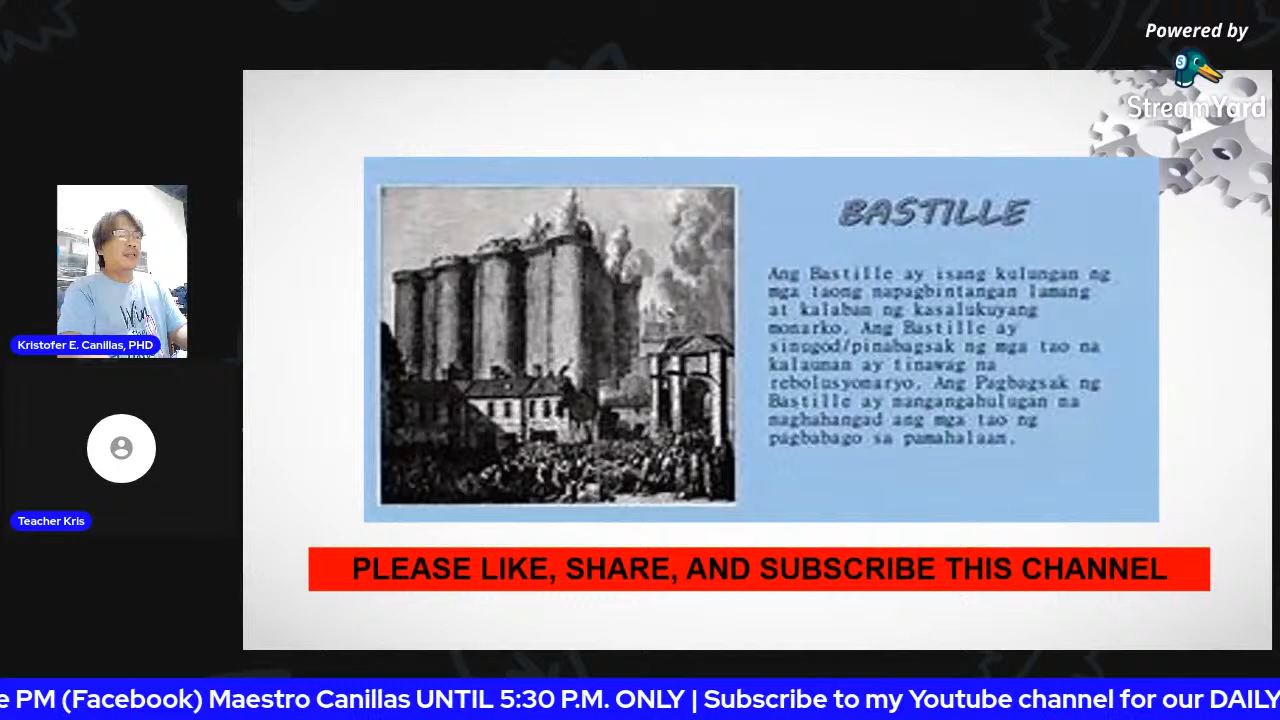 Powered by
StreamYard
BASTILLE
Ang Bastille ay isang kulungan ng
mga taong napagbintangan lamang
at kalaban ng kasalukuyang
monarko. Ang Bastille ay
sinugod/pinabagsak ng mga tao na
kalaunan ay tinawag na
rebolusyonaryo. Ang Pagbagsak ng
Bastille ay nangangahulugan na
naghahangad ang mga tao ng
pagbabago sa pamahalaan.
Win
Kristofer E. Canillas, PHD
Teacher Kris
PLEASE LIKE, SHARE, AND SUBSCRIBE THIS CHANNEL
e PM (Facebook) Maestro Canillas UNTIL 5:30 P.M. ONLY | Subscribe to my Youtube channel for our DAILY